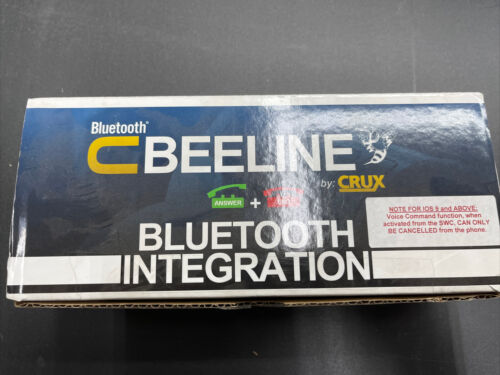 Bluetooth®
BEELINE
by: CRUX
ANSWER +
BLUETOOTH
INTEGRATION
NOTE FOR IOS 9 and ABOVE:
Voice Command function, when
activated from the SWC, CAN ONLY
BE CANCELLED from the phone.